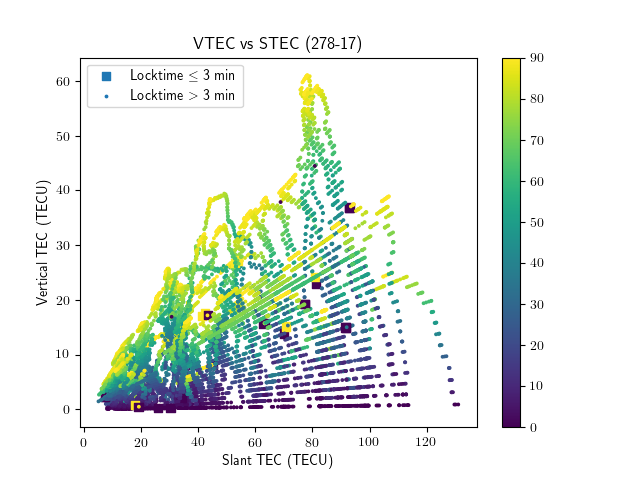 VTEC vs STEC (278-17)
Locktime ≤ 3 min
Locktime > 3 min
Vertical TEC (TECU)
60
50
40
30
20
10
0
0 20 40 60 80 100 120
Slant TEC (TECU)
90
80
70
60
50
40
30
20
10
0